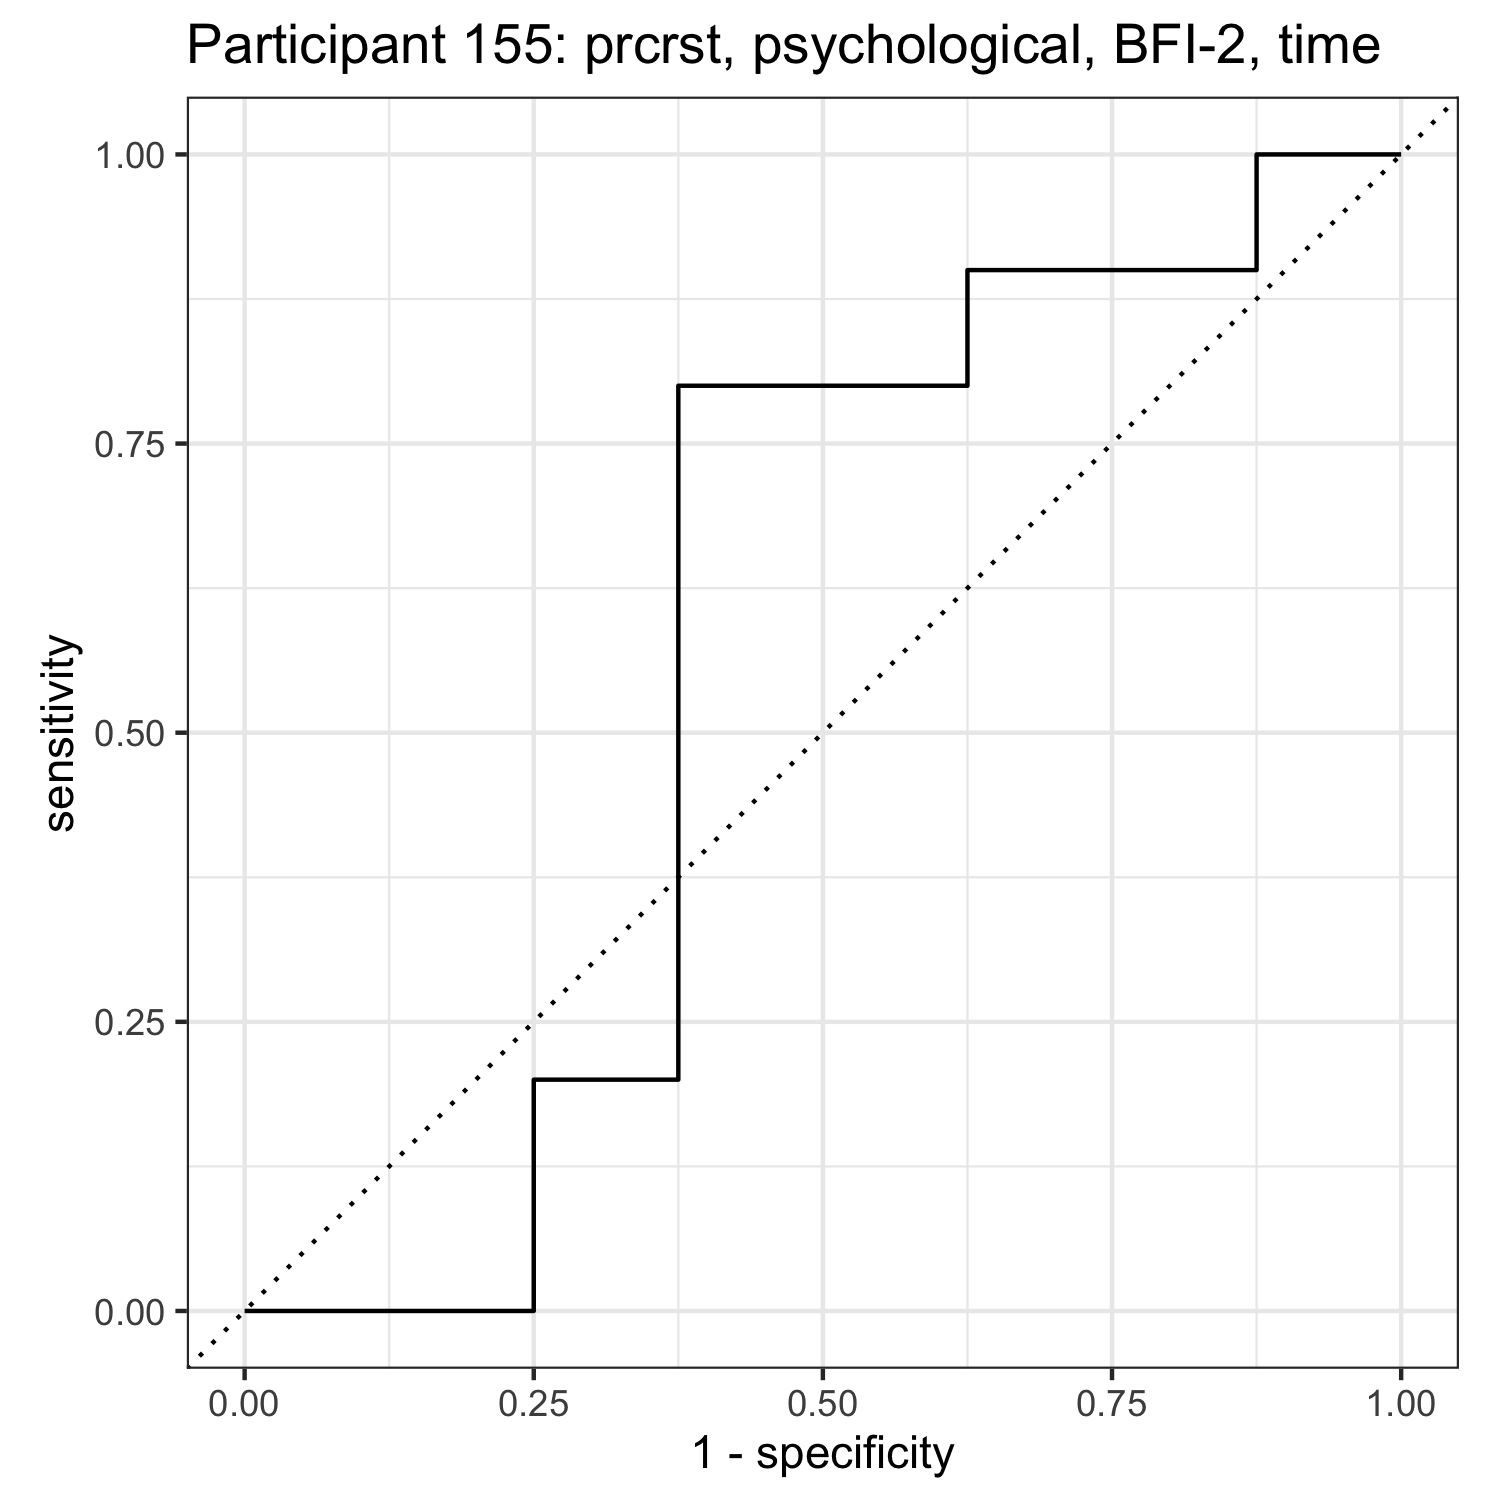 Participant 155: prcrst, psychological, BFI-2, time
1.00
0.75
0.50
0.25
0.00
sensitivity
0.00 0.25 0.50 0.75 1.00
1 - specificity